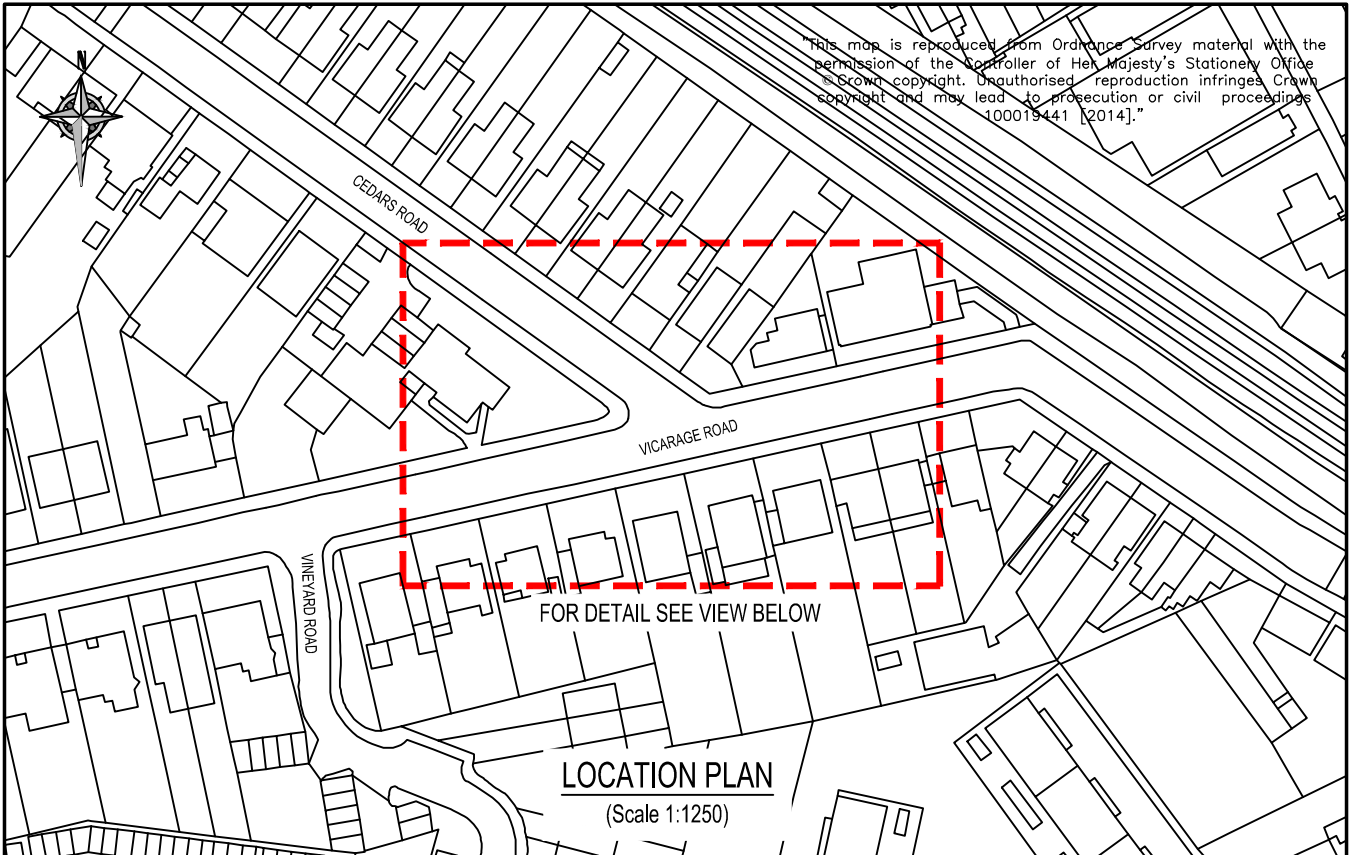 "This map is reproduced from Ordnance Survey material with the
permission of the Controller of Her Majesty's Stationery Office
© Crown copyright. Unauthorised reproduction infringes Crown
copyright and may lead to prosecution or civil proceedings
100019441 [2014]."
N
CEDARS ROAD
VICARAGE ROAD
VINEYARD ROAD
FOR DETAIL SEE VIEW BELOW
LOCATION PLAN
(Scale 1:1250)